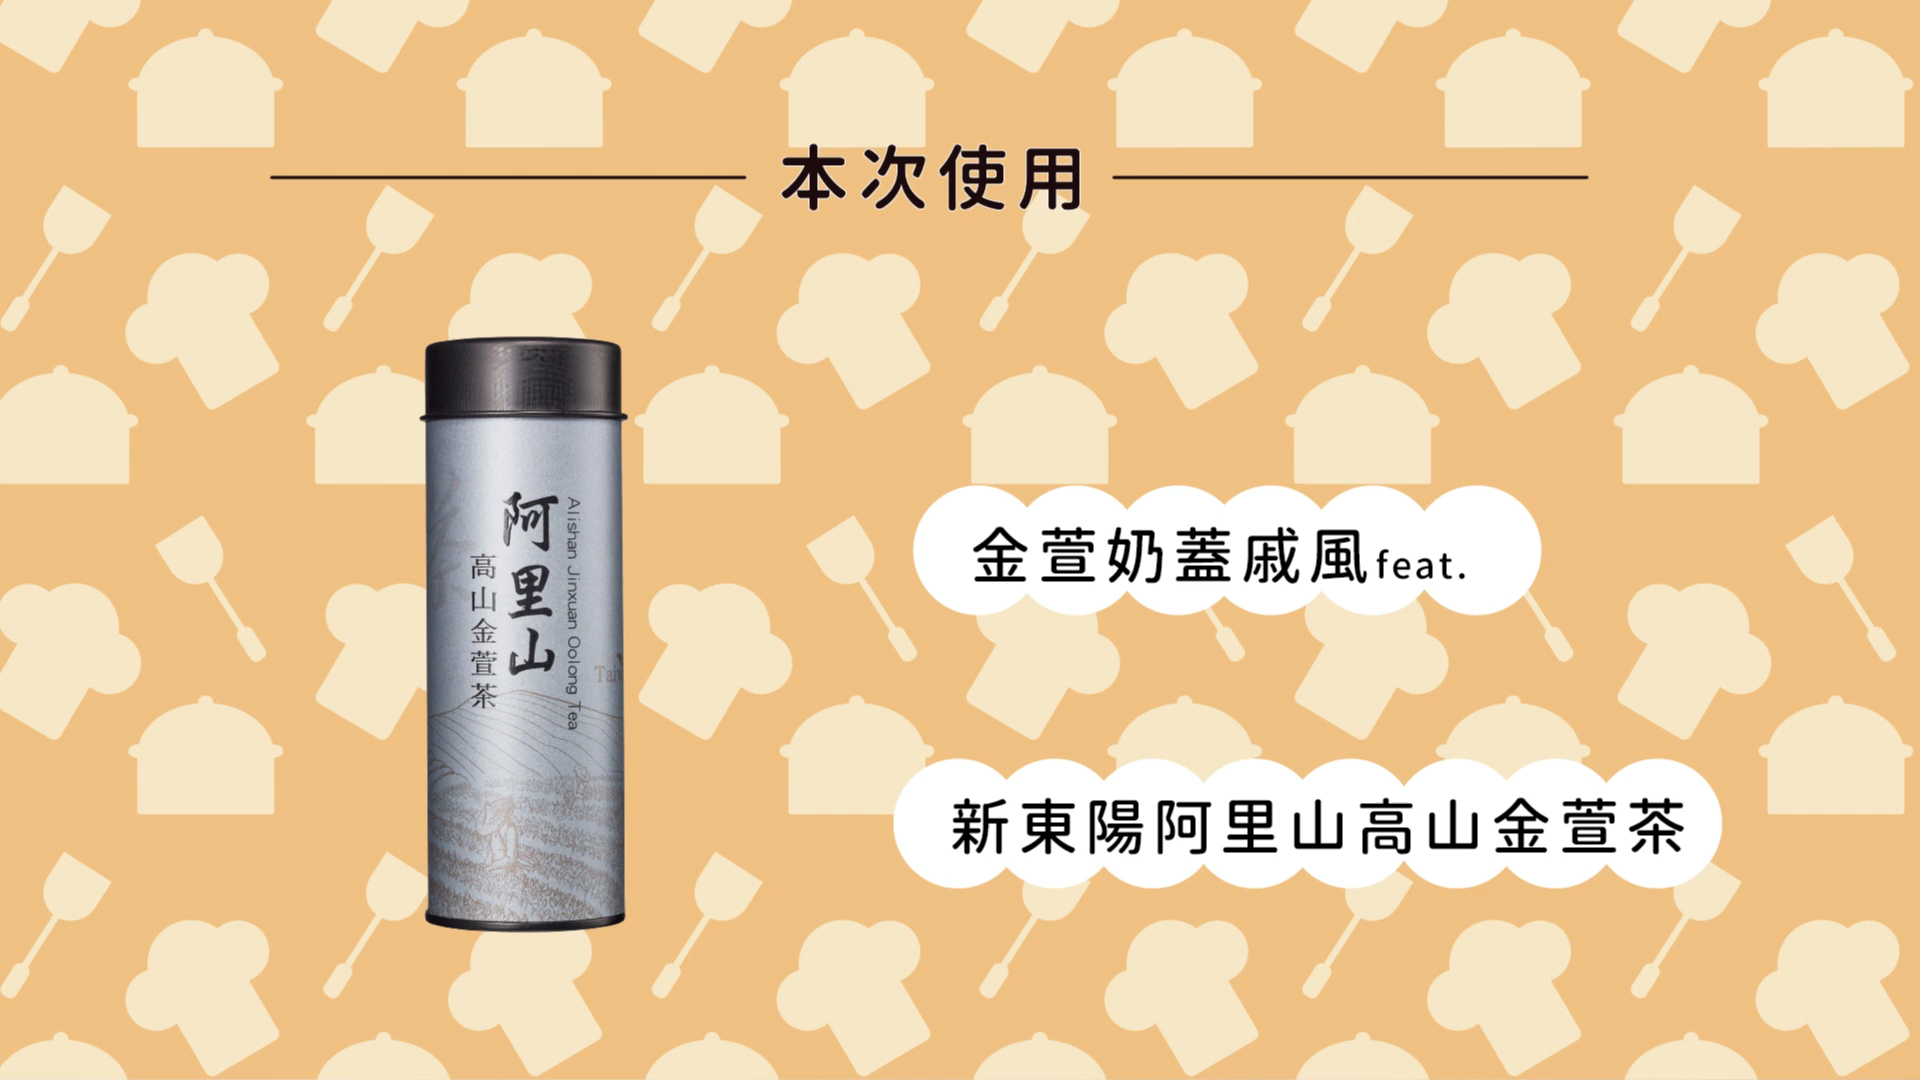 本次使用
金萱奶蓋戚風feat.
新東陽阿里山高山金萱茶
Alishan Jinxuan Oolong Tea
阿里山
高山金萱茶